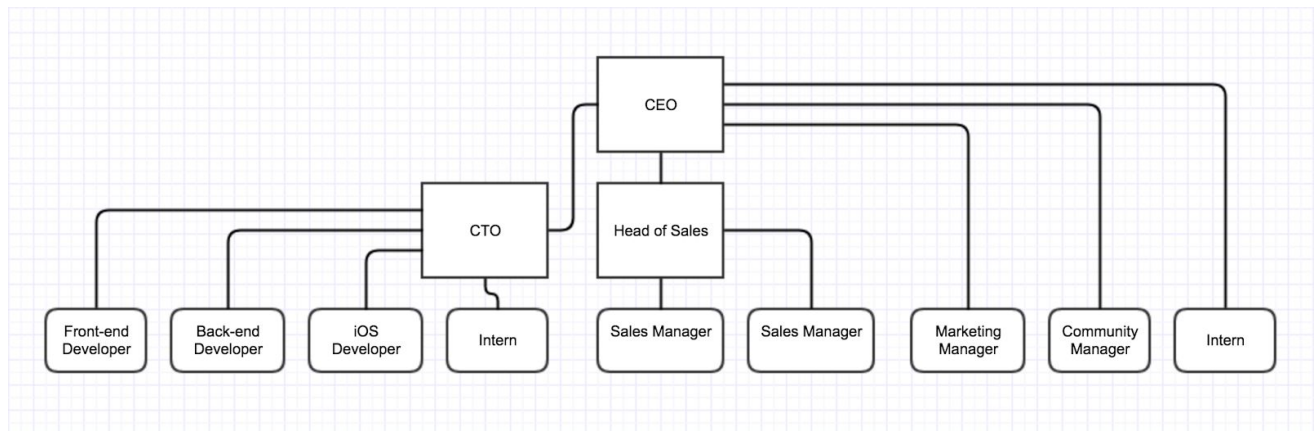 CEO
CTO
Head of Sales
Front-end
Developer
Back-end
Developer
iOS
Developer
Intern
Sales Manager
Sales Manager
Marketing
Manager
Community
Manager
Intern